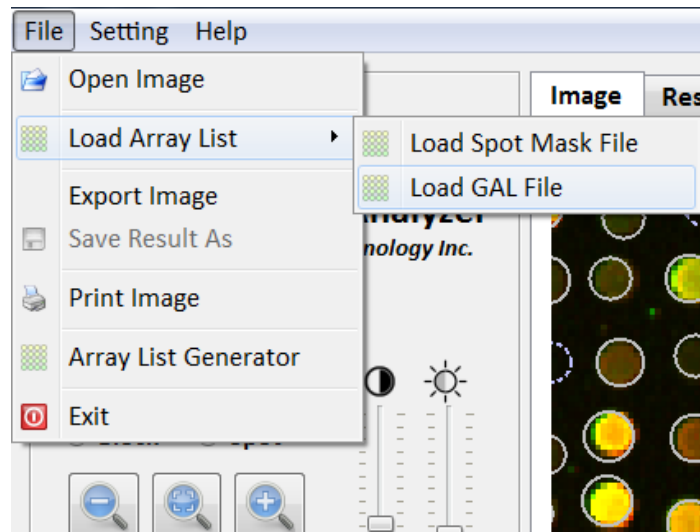 File Setting Help
Open Image
Image
Load Array List
Load Spot Mask File
Load GAL File
Export Image
Save Result As
Inc.
Print Image
Array List Generator
Exit